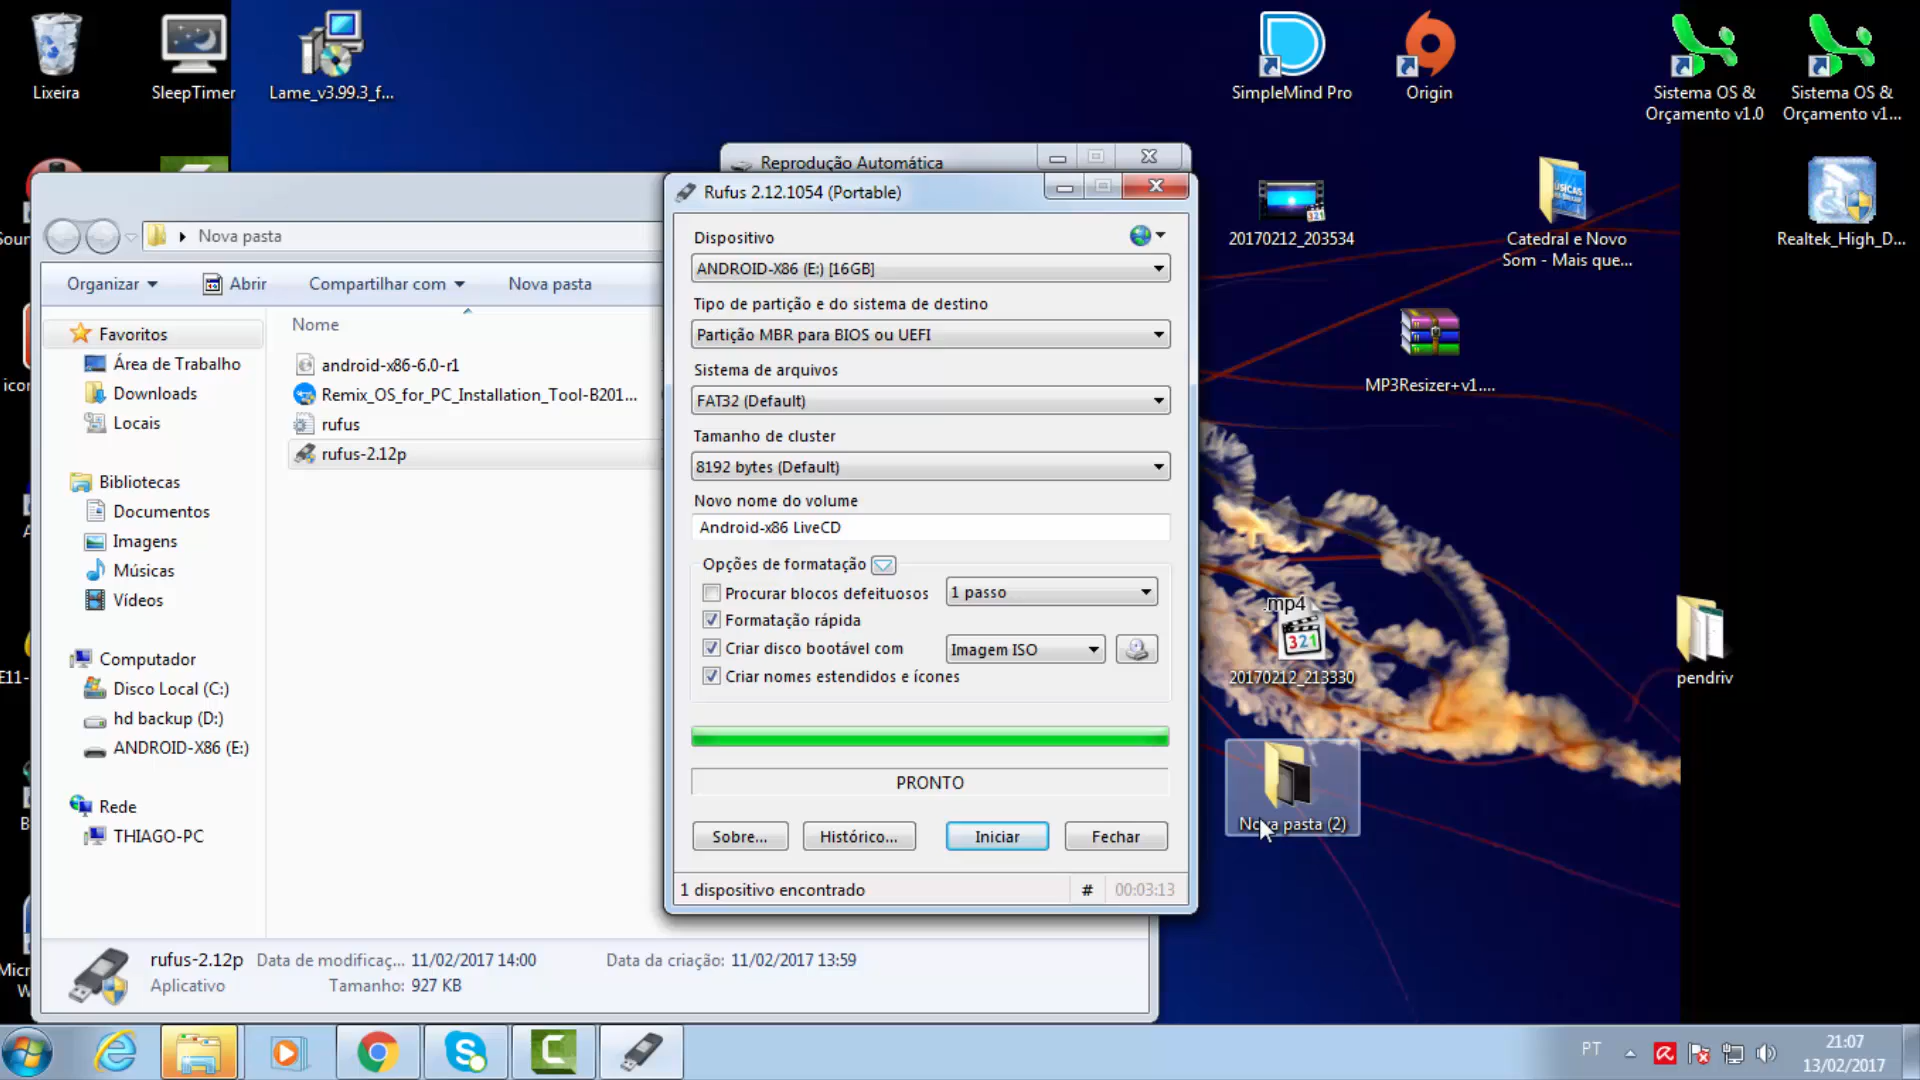 Lixeira
SleepTimer
Lame_v3.99.3_f...
SimpleMind Pro
Origin
Sistema OS &
Orçamento v1.0
Sistema OS &
Orçamento v1...
20170212_203534
Catedral e Novo
Som - Mais que...
Realtek_High_D...
MP3Resizer+v1....
.mp4
321
20170212_213330
pendriv
Nova pasta (2)
Reprodução Automática
Nova pasta
Organizar
Abrir
Compartilhar com
Nova pasta
Favoritos
Área de Trabalho
Downloads
Locais
Bibliotecas
Documentos
Imagens
Músicas
Vídeos
Computador
Disco Local (C:)
hd backup (D:)
ANDROID-X86 (E:)
Rede
THIAGO-PC
Nome
android-x86-6.0-r1
Remix_OS_for_PC_Installation_Tool-B201...
rufus
rufus-2.12p
rufus-2.12p
Data de modificaç... 11/02/2017 14:00
Data da criação: 11/02/2017 13:59
Aplicativo
Tamanho: 927 KB
Rufus 2.12.1054 (Portable)
Dispositivo
ANDROID-X86 (E:) [16GB]
Tipo de partição e do sistema de destino
Partição MBR para BIOS ou UEFI
Sistema de arquivos
FAT32 (Default)
Tamanho de cluster
8192 bytes (Default)
Novo nome do volume
Android-x86 LiveCD
Opções de formatação
Procurar blocos defeituosos
1 passo
Formatação rápida
Criar disco bootável com
Imagem ISO
Criar nomes estendidos e ícones
PRONTO
Sobre...
Histórico...
Iniciar
Fechar
1 dispositivo encontrado
#
00:03:13
PT
21:07
13/02/2017